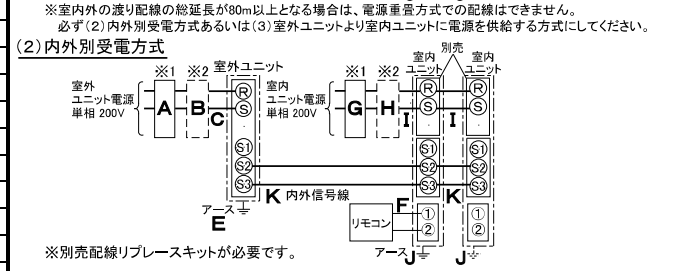 ※室内外の渡り配線の総延長が80m以上となる場合は、電源重畳方式での配線はできません。
必ず(2)内外別受電方式あるいは(3)室外ユニットより室内ユニットに電源を供給する方式にしてください。
(2)内外別受電方式
別売
※1 ※2 室外ユニット ※1 ※2 室内ユニット 室内ユニット
室外ユニット電源 単相200V
A B C
R
S
S1
S2
S3
アース
E
室内ユニット電源 単相200V
G H I I
R R
S S
S1 S1
S2 S2
S3 S3
K 内外信号線 K
リモコン F
① ①
② ②
アース J J
※別売配線リプレースキットが必要です。